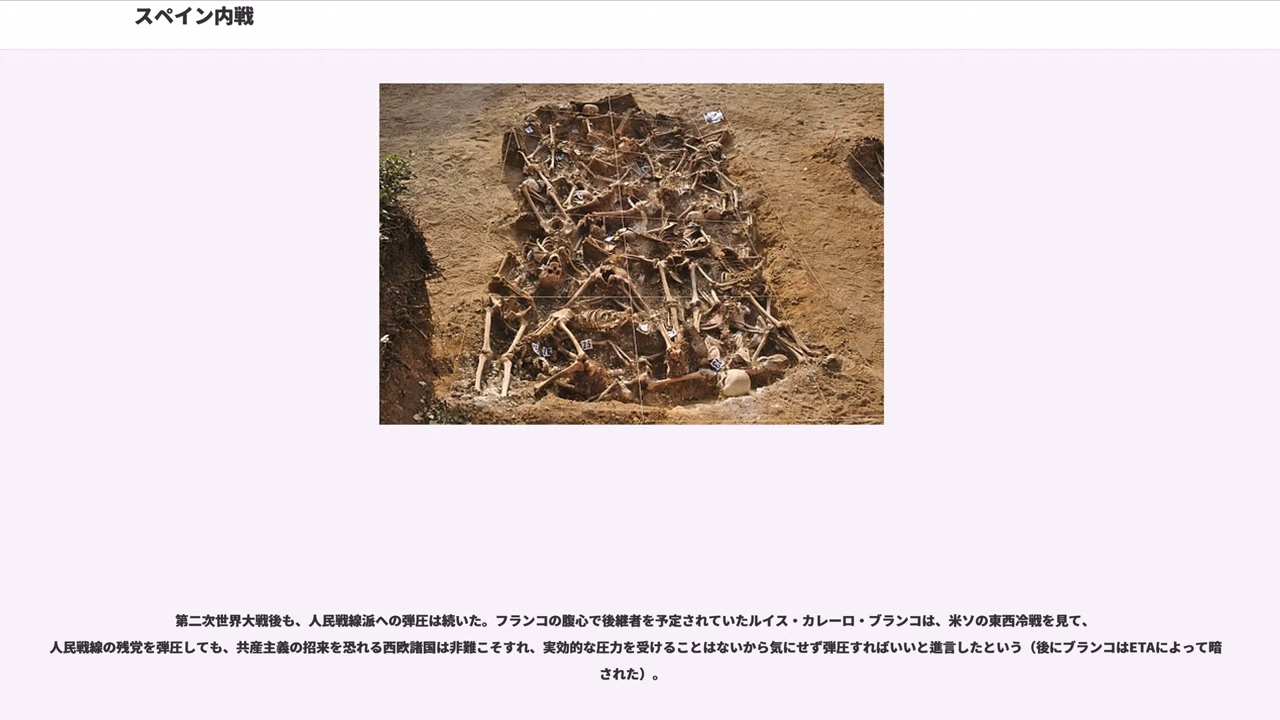 スペイン内戦
第二次世界大戦後も、人民戦線派への弾圧は続いた。フランコの腹心で後継者を予定されていたルイス・カレーロ・ブランコは、米ソの東西冷戦を見て、
人民戦線の残党を弾圧しても、共産主義の招来を恐れる西欧諸国は非難こそすれ、実効的な圧力を受けることはないから気にせず弾圧すればいいと進言したという（後にブランコはETAによって暗
された）。